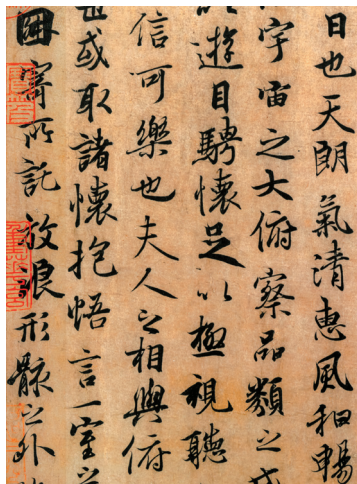 日也天朗氣清惠風和暢
宇宙之大俯察品類之盛
遊目騁懷足以極視聽
信可樂也夫人之相與俯
或取諸懷抱悟言一室之
因寄所託放浪形骸之外